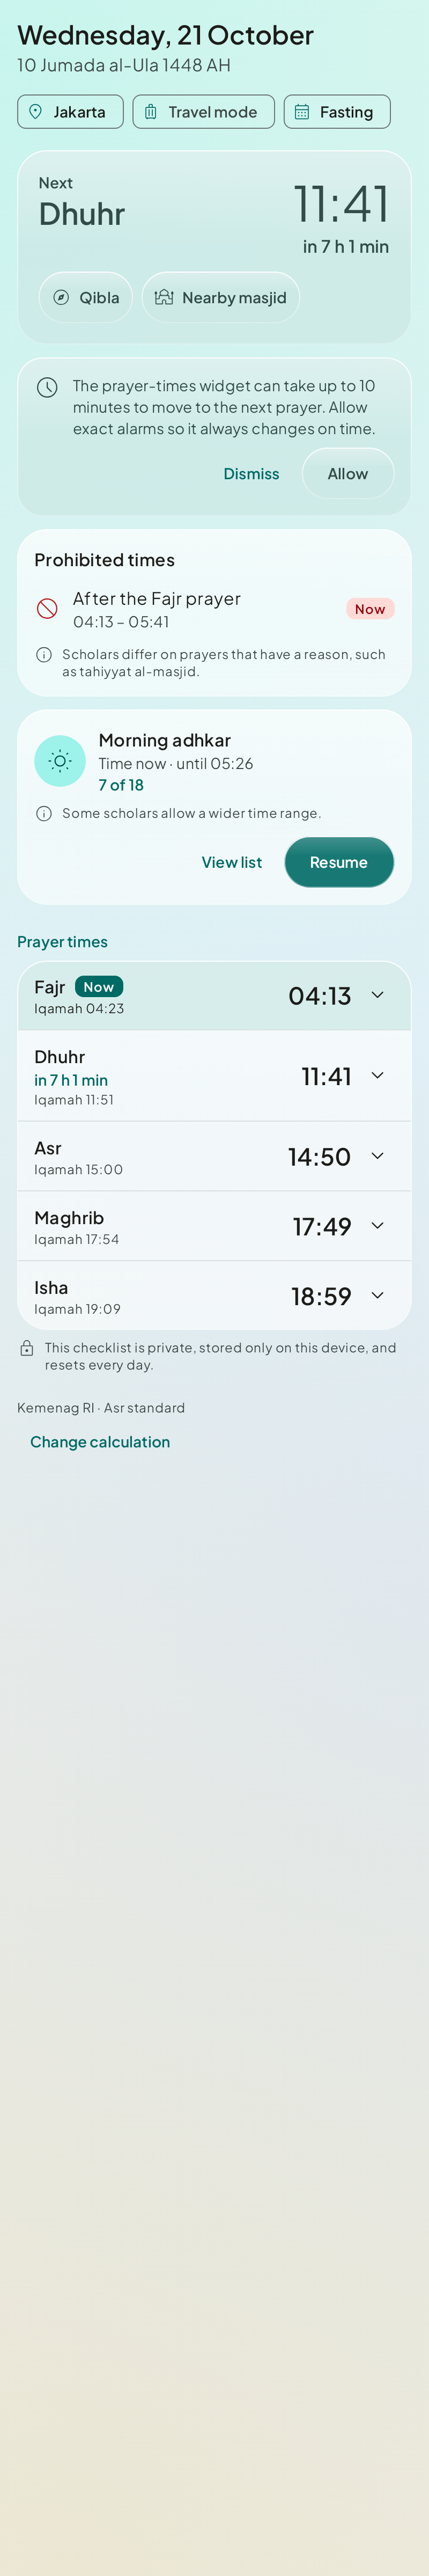 Wednesday, 21 October
10 Jumada al-Ula 1448 AH
Jakarta
Travel mode
Fasting
Next
Dhuhr
11:41
in 7 h 1 min
Qibla
Nearby masjid
The prayer-times widget can take up to 10
minutes to move to the next prayer. Allow
exact alarms so it always changes on time.
Dismiss
Allow
Prohibited times
After the Fajr prayer
04:13 – 05:41
Now
Scholars differ on prayers that have a reason, such
as tahiyyat al-masjid.
Morning adhkar
Time now · until 05:26
7 of 18
Some scholars allow a wider time range.
View list
Resume
Prayer times
Fajr
Now
Iqamah 04:23
04:13
Dhuhr
in 7 h 1 min
Iqamah 11:51
11:41
Asr
Iqamah 15:00
14:50
Maghrib
Iqamah 17:54
17:49
Isha
Iqamah 19:09
18:59
This checklist is private, stored only on this device, and
resets every day.
Kemenag RI · Asr standard
Change calculation